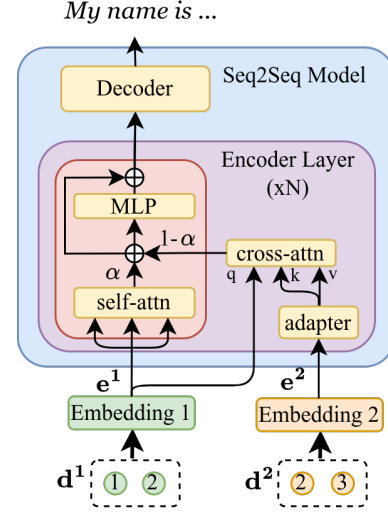 My name is ...
Seq2Seq Model
Decoder
Encoder Layer
(xN)
MLP
1-α
α
cross-attn
q k v
self-attn
adapter
e¹ e²
Embedding 1 Embedding 2
d¹ 1 2 d² 2 3